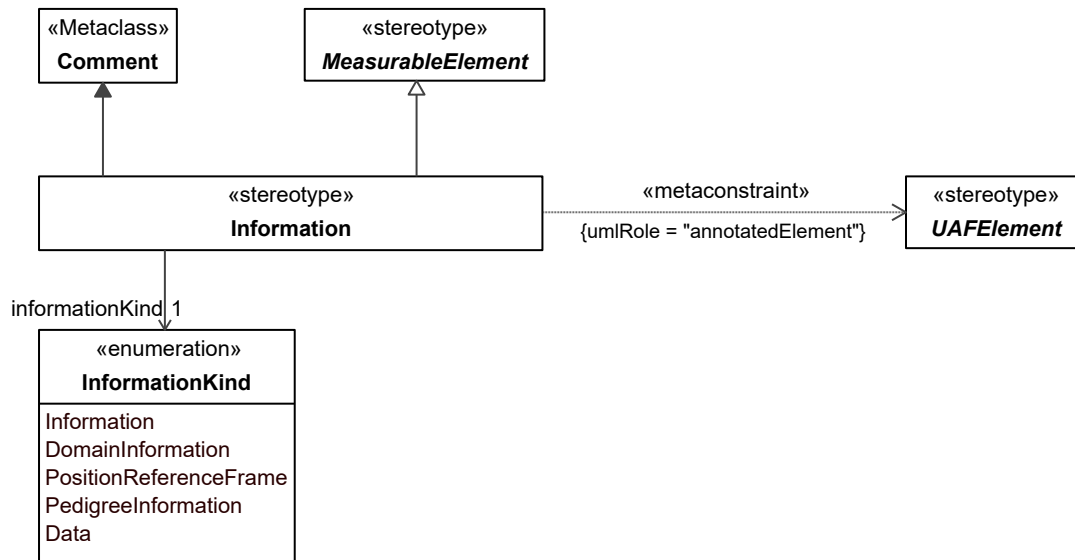 «Metaclass»
Comment
«stereotype»
MeasurableElement
«stereotype»
Information
«metaconstraint»
{umlRole = "annotatedElement"}
«stereotype»
UAFElement
informationKind 1
«enumeration»
InformationKind
Information
DomainInformation
PositionReferenceFrame
PedigreeInformation
Data